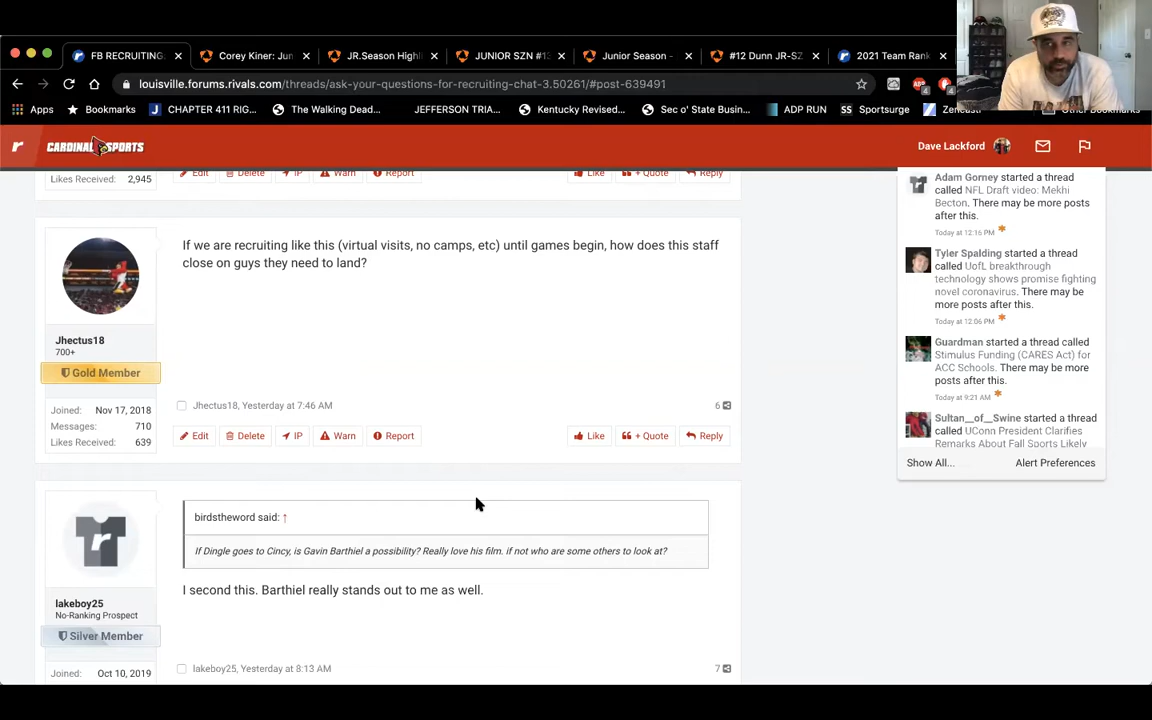 FB RECRUITING:
Corey Kiner: Jun
JR.Season Highl
JUNIOR SZN #13
Junior Season -
#12 Dunn JR-SZ
2021 Team Rank
louisville.forums.rivals.com/threads/ask-your-questions-for-recruiting-chat-3.50261/#post-639491
Apps
Bookmarks
CHAPTER 411 RIG...
The Walking Dead...
JEFFERSON TRIA...
Kentucky Revised...
Sec o' State Busin...
ADP RUN
SS Sportsurge
Zencastr
Other Bookmarks
CARDINAL SPORTS
Dave Lackford
Likes Received: 2,945
Edit Delete IP Warn Report
Like + Quote Reply
If we are recruiting like this (virtual visits, no camps, etc) until games begin, how does this staff
close on guys they need to land?
Jhectus18
700+
Gold Member
Joined: Nov 17, 2018
Messages: 710
Likes Received: 639
Jhectus18, Yesterday at 7:46 AM
6
Edit Delete IP Warn Report
Like + Quote Reply
birdstheword said: ↑
If Dingle goes to Cincy, is Gavin Barthiel a possibility? Really love his film. if not who are some others to look at?
I second this. Barthiel really stands out to me as well.
lakeboy25
No-Ranking Prospect
Silver Member
Joined: Oct 10, 2019
lakeboy25, Yesterday at 8:13 AM
7
Adam Gorney started a thread
called NFL Draft video: Mekhi
Becton. There may be more posts
after this.
Today at 12:16 PM
Tyler Spalding started a thread
called UofL breakthrough
technology shows promise fighting
novel coronavirus. There may be
more posts after this.
Today at 12:06 PM
Guardman started a thread called
Stimulus Funding (CARES Act) for
ACC Schools. There may be more
posts after this.
Today at 9:21 AM
Sultan__of__Swine started a thread
called UConn President Clarifies
Remarks About Fall Sports Likely
Show All...
Alert Preferences